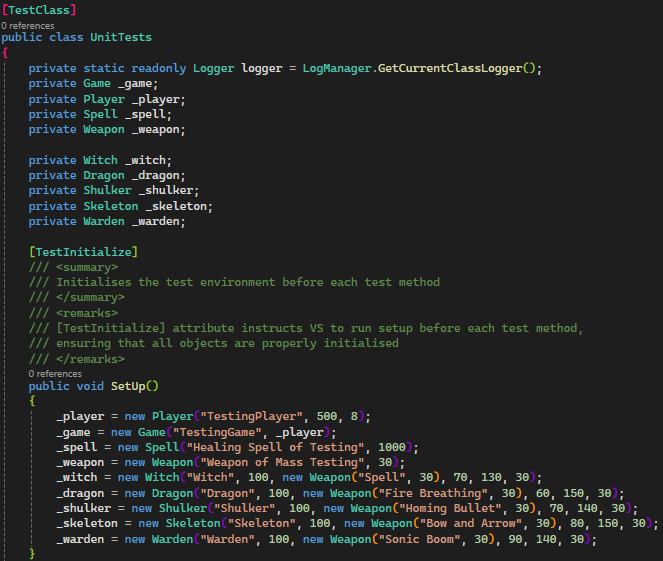 [TestClass]
0 references
public class UnitTests
{
private static readonly Logger logger = LogManager.GetCurrentClassLogger();
private Game _game;
private Player _player;
private Spell _spell;
private Weapon _weapon;
private Witch _witch;
private Dragon _dragon;
private Shulker _shulker;
private Skeleton _skeleton;
private Warden _warden;
[TestInitialize]
/// <summary>
/// Initialises the test environment before each test method
/// </summary>
/// <remarks>
/// [TestInitialize] attribute instructs VS to run setup before each test method,
/// ensuring that all objects are properly initialised
/// </remarks>
0 references
public void SetUp()
{
_player = new Player("TestingPlayer", 500, 8);
_game = new Game("TestingGame", _player);
_spell = new Spell("Healing Spell of Testing", 1000);
_weapon = new Weapon("Weapon of Mass Testing", 30);
_witch = new Witch("Witch", 100, new Weapon("Spell", 30), 70, 130, 30);
_dragon = new Dragon("Dragon", 100, new Weapon("Fire Breathing", 30), 60, 150, 30);
_shulker = new Shulker("Shulker", 100, new Weapon("Homing Bullet", 30), 70, 140, 30);
_skeleton = new Skeleton("Skeleton", 100, new Weapon("Bow and Arrow", 30), 80, 150, 30);
_warden = new Warden("Warden", 100, new Weapon("Sonic Boom", 30), 90, 140, 30);
}